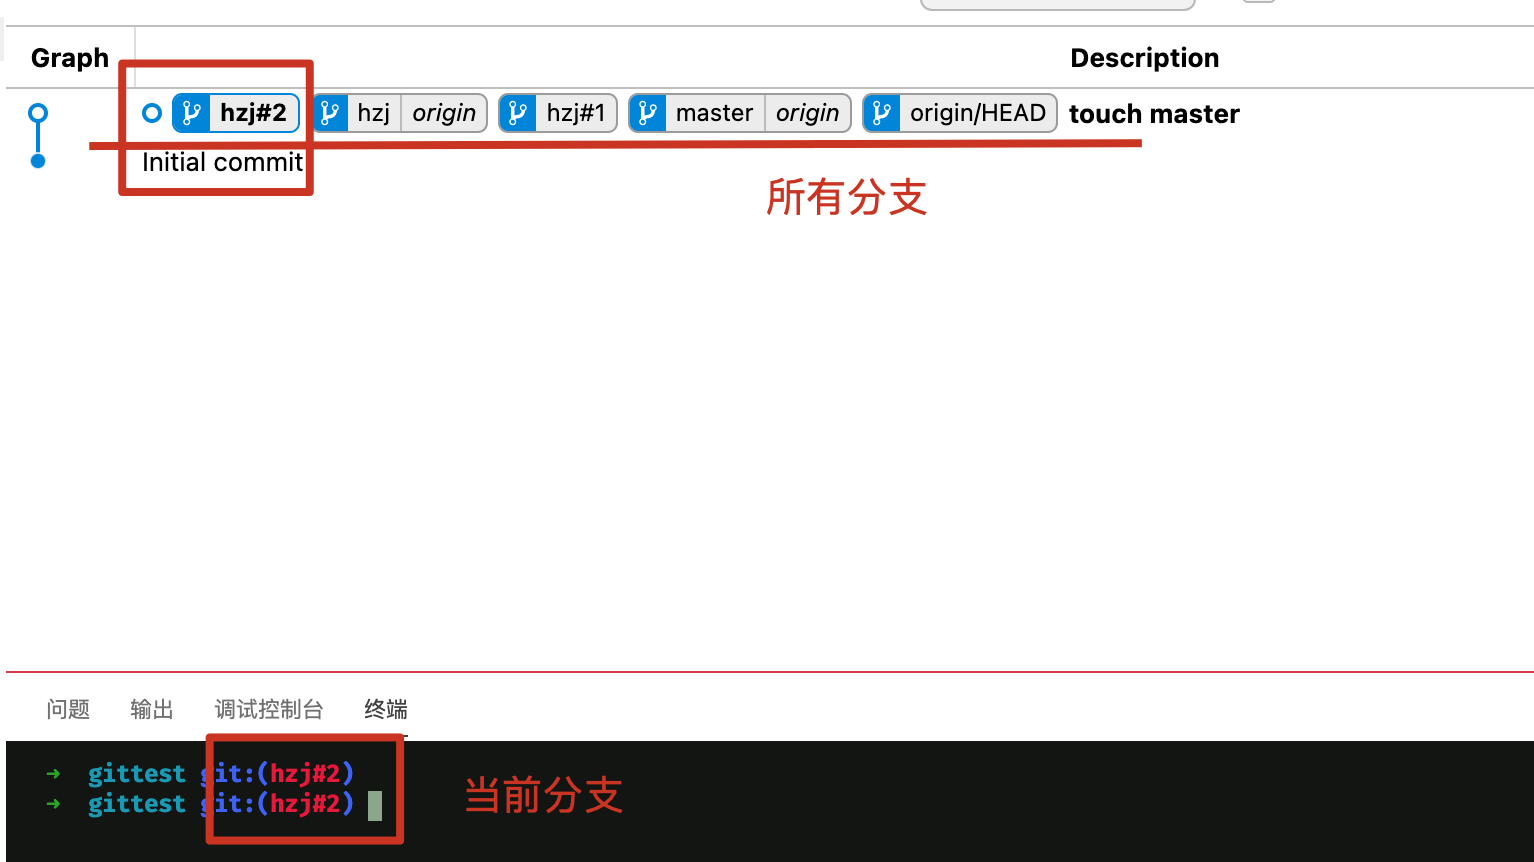 Graph Description
hzj#2 hzj origin hzj#1 master origin origin/HEAD touch master
Initial commit
所有分支
问题 输出 调试控制台 终端
➜ gittest git:(hzj#2)
➜ gittest git:(hzj#2)
当前分支